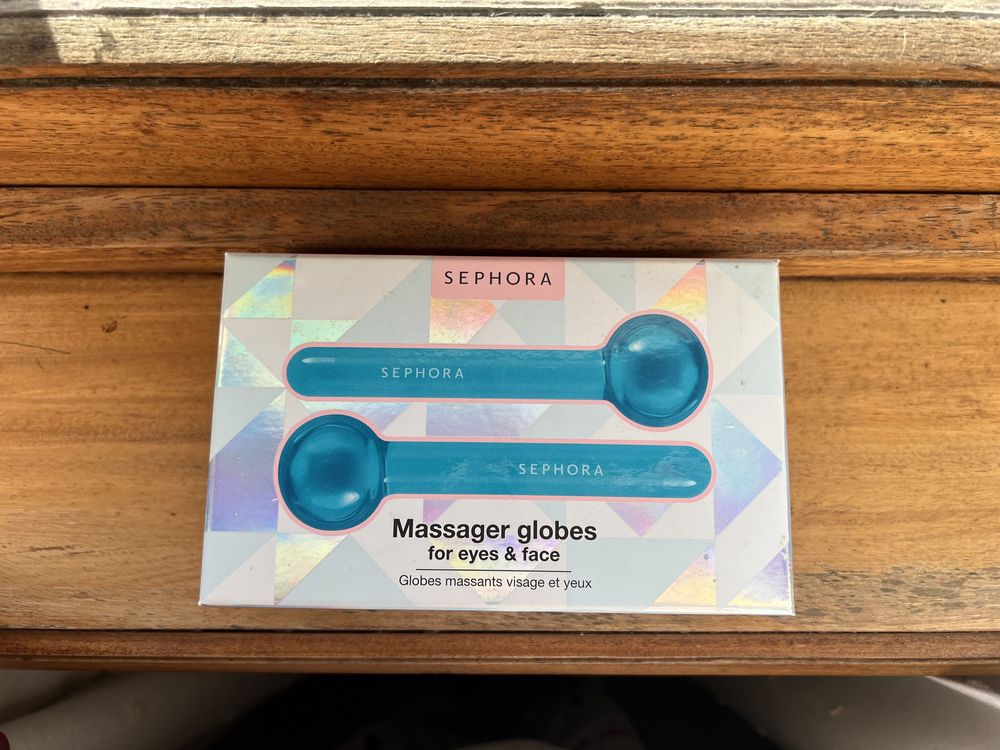 SEPHORA
SEPHORA
SEPHORA
Massager globes
for eyes & face
Globes massants visage et yeux